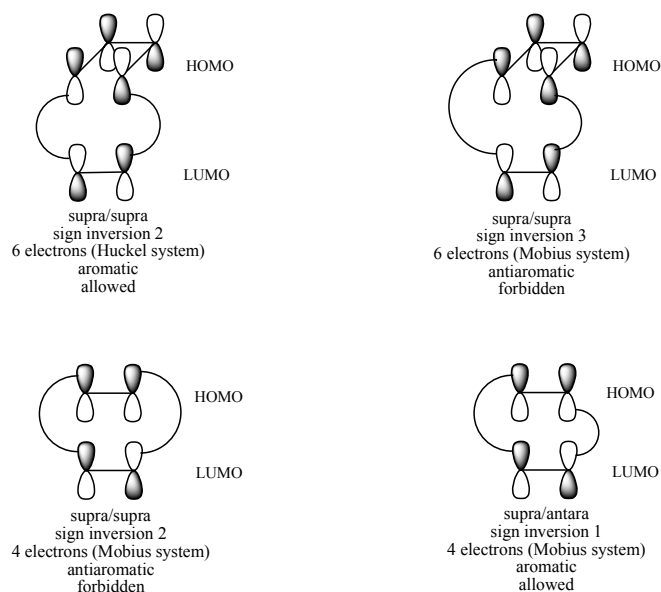 HOMO
LUMO
supra/supra
sign inversion 2
6 electrons (Huckel system)
aromatic
allowed
HOMO
LUMO
supra/supra
sign inversion 3
6 electrons (Mobius system)
antiaromatic
forbidden
HOMO
LUMO
supra/supra
sign inversion 2
4 electrons (Mobius system)
antiaromatic
forbidden
HOMO
LUMO
supra/antara
sign inversion 1
4 electrons (Mobius system)
aromatic
allowed